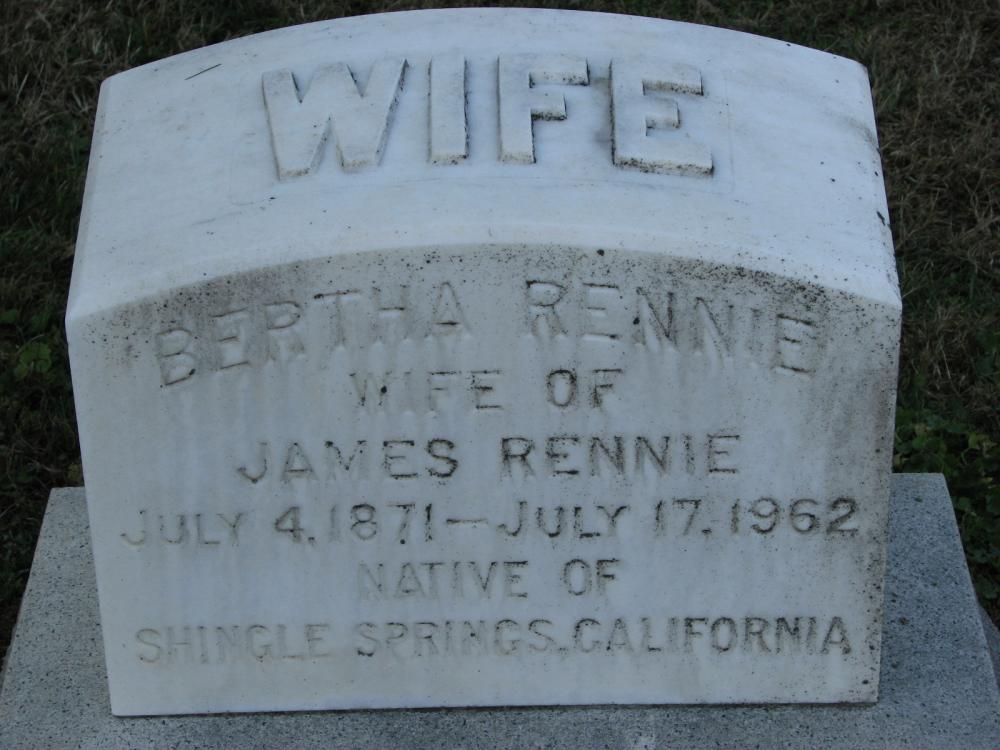 WIFE
BERTHA RENNIE
WIFE OF
JAMES RENNIE
JULY 4, 1871 — JULY 17, 1962
NATIVE OF
SHINGLE SPRINGS, CALIFORNIA